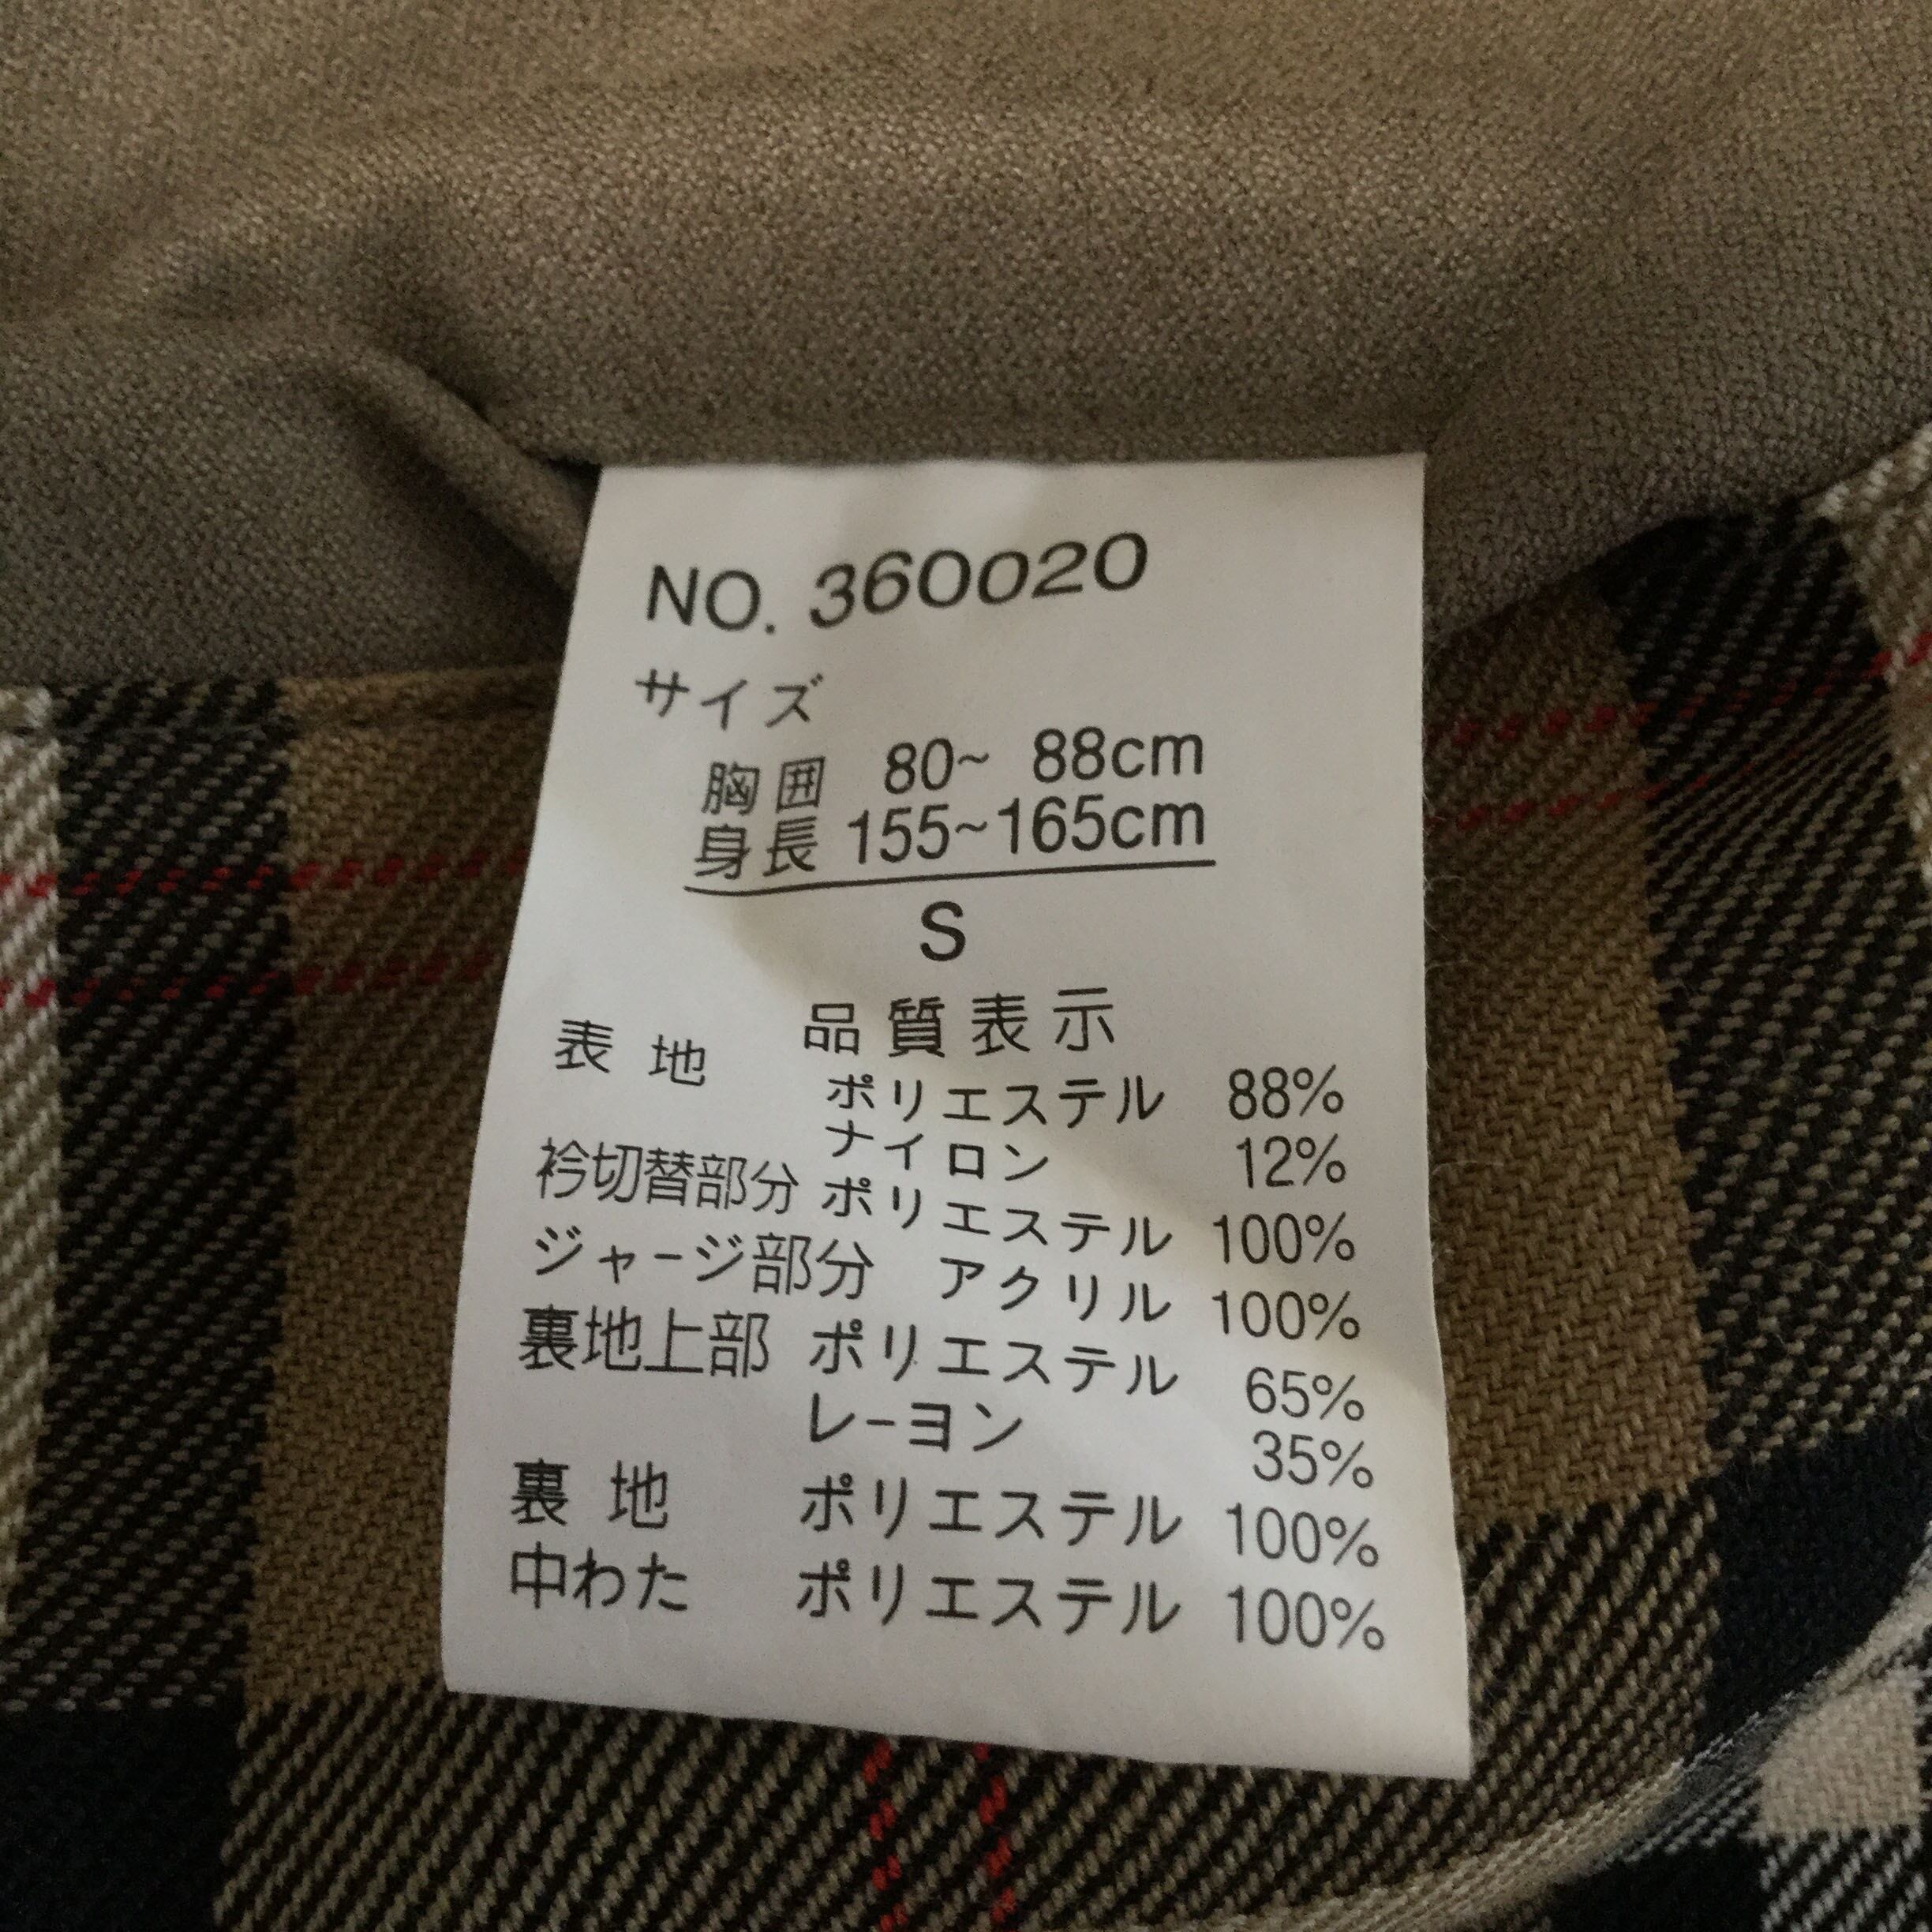 NO. 360020
サイズ
胸囲 80~ 88cm
身長 155~165cm
S
品質表示
表地 ポリエステル 88%
ナイロン 12%
衿切替部分 ポリエステル 100%
ジャージ部分 アクリル 100%
裏地上部 ポリエステル 65%
レーヨン 35%
裏地 ポリエステル 100%
中わた ポリエステル 100%